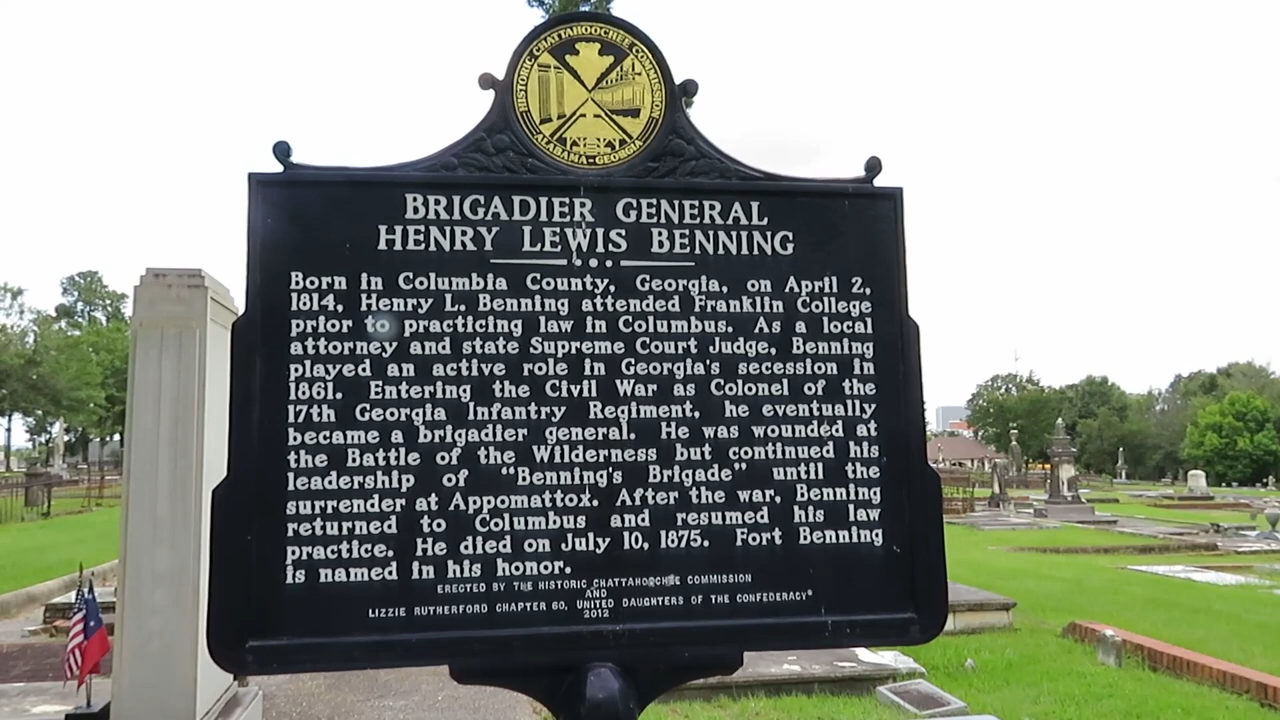 HISTORIC CHATTAHOOCHEE COMMISSION
ALABAMA-GEORGIA
BRIGADIER GENERAL
HENRY LEWIS BENNING
Born in Columbia County, Georgia, on April 2,
1814, Henry L. Benning attended Franklin College
prior to practicing law in Columbus. As a local
attorney and state Supreme Court Judge, Benning
played an active role in Georgia's secession in
1861. Entering the Civil War as Colonel of the
17th Georgia Infantry Regiment, he eventually
became a brigadier general. He was wounded at
the Battle of the Wilderness but continued his
leadership of "Benning's Brigade" until the
surrender at Appomattox. After the war, Benning
returned to Columbus and resumed his law
practice. He died on July 10, 1875. Fort Benning
is named in his honor.
ERECTED BY THE HISTORIC CHATTAHOOCHEE COMMISSION
AND
LIZZIE RUTHERFORD CHAPTER 60, UNITED DAUGHTERS OF THE CONFEDERACY®
2012